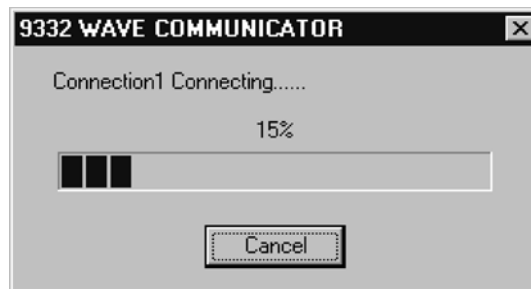 9332 WAVE COMMUNICATOR
Connection1 Connecting......
15%
Cancel